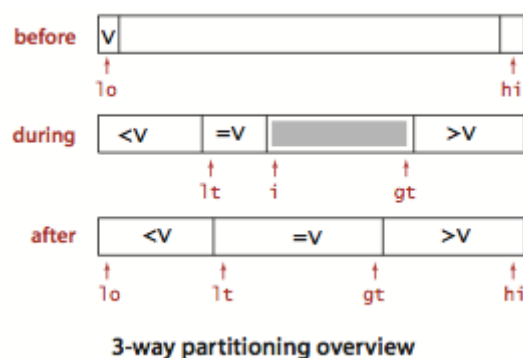 before V
lo hi
during <V =V >V
lt i gt
after <V =V >V
lo lt gt hi
3-way partitioning overview